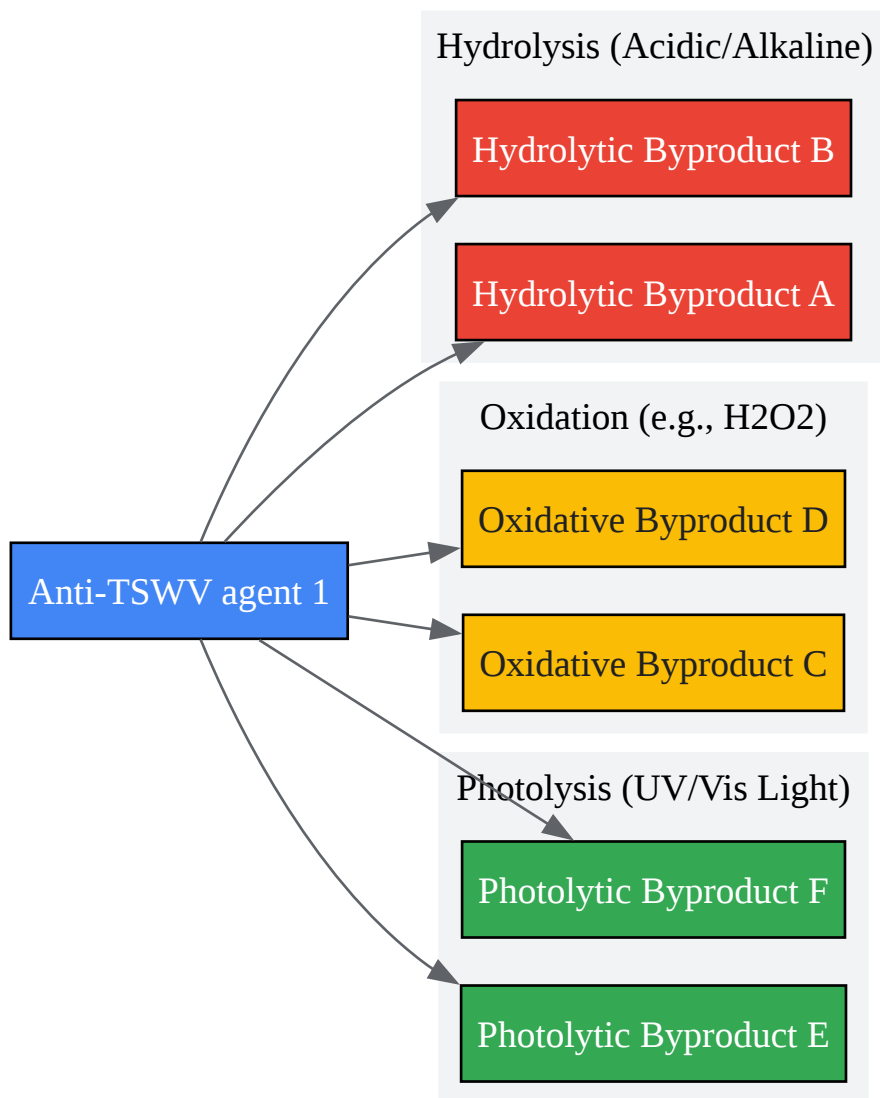 Hydrolysis (Acidic/Alkaline)
Hydrolytic Byproduct B
Hydrolytic Byproduct A
Oxidation (e.g., H2O2)
Oxidative Byproduct D
Anti-TSWV agent 1
Oxidative Byproduct C
Photolysis (UV/Vis Light)
Photolytic Byproduct F
Photolytic Byproduct E